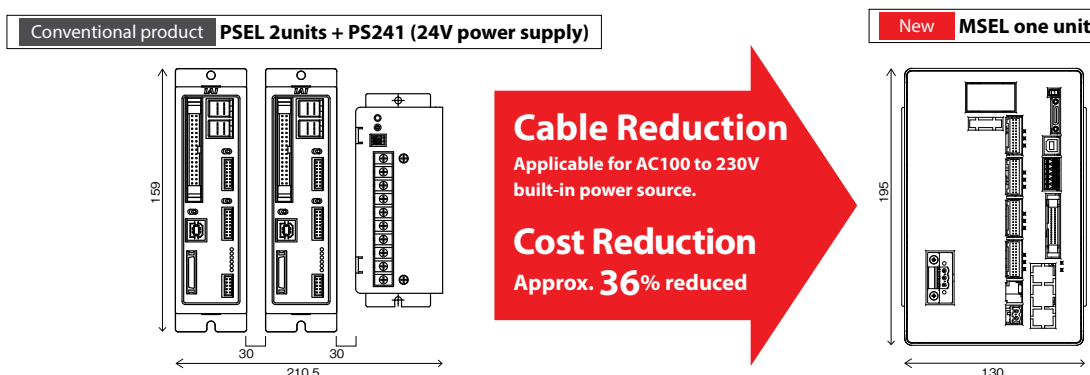 Conventional product PSEL 2units + PS241 (24V power supply)
New MSEL one unit
IAI IAI
159
30 30
210.5
Cable Reduction
Applicable for AC100 to 230V
built-in power source.
Cost Reduction
Approx. 36% reduced
195
130